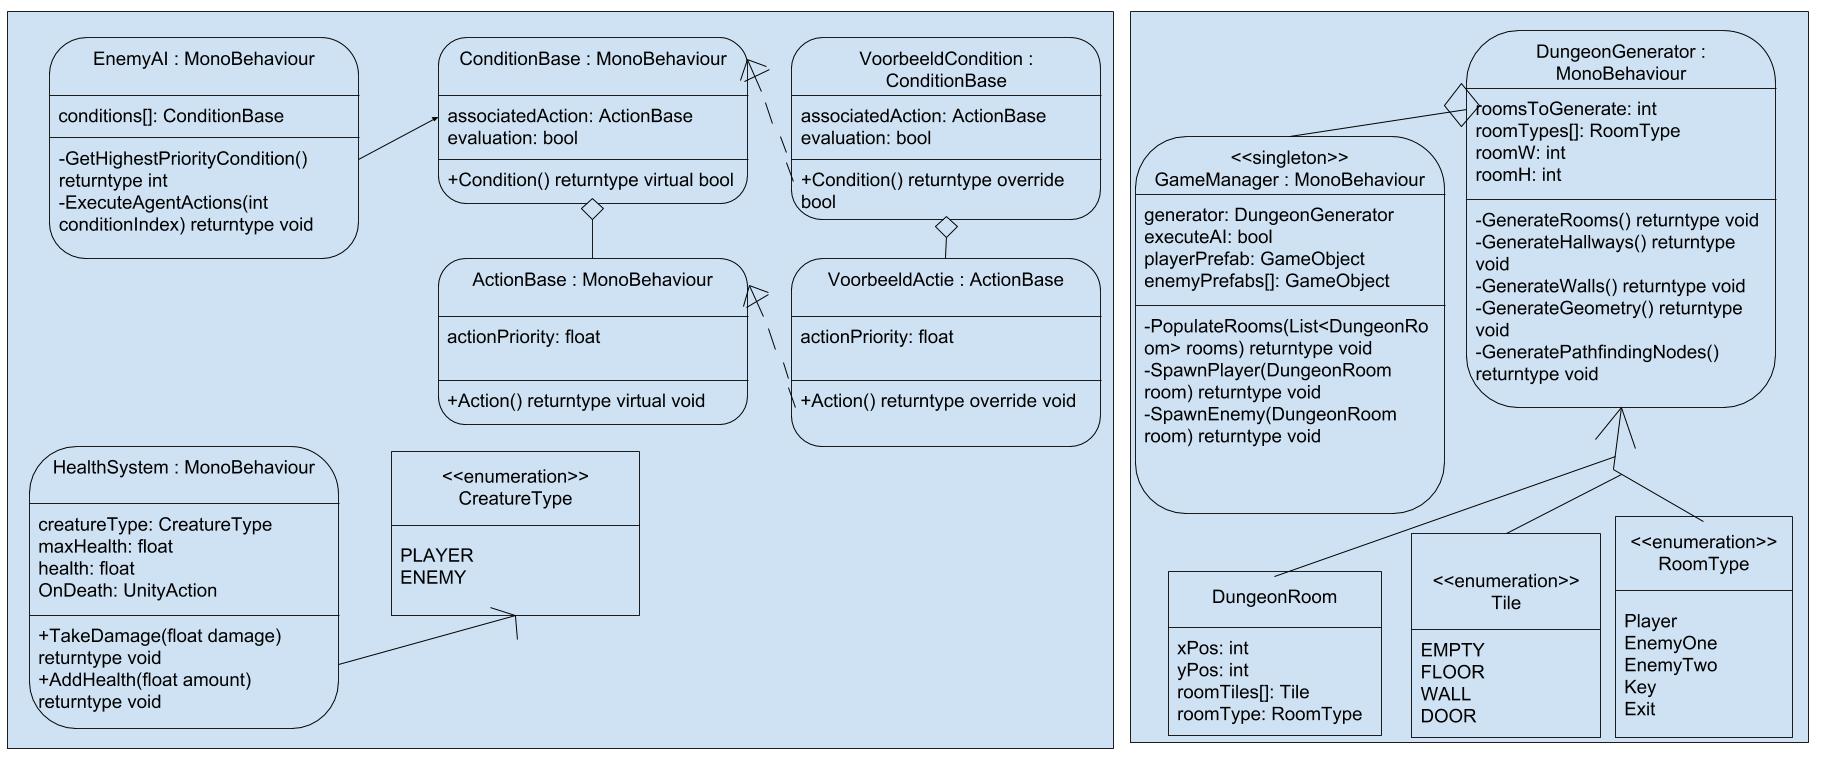 EnemyAI : MonoBehaviour
conditions[]: ConditionBase
-GetHighestPriorityCondition()
returntype int
-ExecuteAgentActions(int
conditionIndex) returntype void
ConditionBase : MonoBehaviour
associatedAction: ActionBase
evaluation: bool
+Condition() returntype virtual bool
VoorbeeldCondition :
ConditionBase
associatedAction: ActionBase
evaluation: bool
+Condition() returntype override
bool
ActionBase : MonoBehaviour
actionPriority: float
+Action() returntype virtual void
VoorbeeldActie : ActionBase
actionPriority: float
+Action() returntype override void
HealthSystem : MonoBehaviour
creatureType: CreatureType
maxHealth: float
health: float
OnDeath: UnityAction
+TakeDamage(float damage)
returntype void
+AddHealth(float amount)
returntype void
<<enumeration>>
CreatureType
PLAYER
ENEMY
DungeonGenerator :
MonoBehaviour
roomsToGenerate: int
roomTypes[]: RoomType
roomW: int
roomH: int
-GenerateRooms() returntype void
-GenerateHallways() returntype
void
-GenerateWalls() returntype void
-GenerateGeometry() returntype
void
-GeneratePathfindingNodes()
returntype void
<<singleton>>
GameManager : MonoBehaviour
generator: DungeonGenerator
executeAI: bool
playerPrefab: GameObject
enemyPrefabs[]: GameObject
-PopulateRooms(List<DungeonRo
om> rooms) returntype void
-SpawnPlayer(DungeonRoom
room) returntype void
-SpawnEnemy(DungeonRoom
room) returntype void
DungeonRoom
xPos: int
yPos: int
roomTiles[]: Tile
roomType: RoomType
<<enumeration>>
Tile
EMPTY
FLOOR
WALL
DOOR
<<enumeration>>
RoomType
Player
EnemyOne
EnemyTwo
Key
Exit